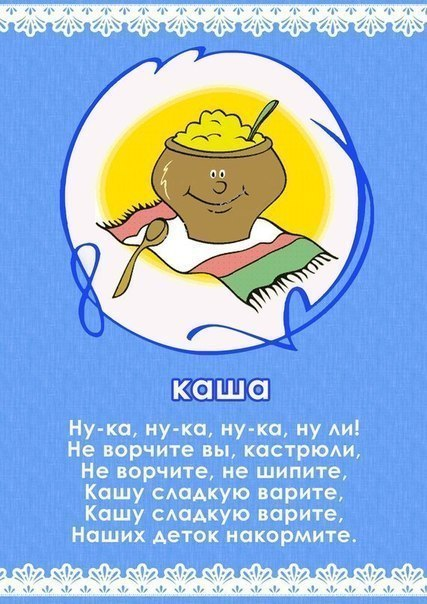 каша
Ну-ка, ну-ка, ну-ка, ну ли!
Не ворчите вы, кастрюли,
Не ворчите, не шипите,
Кашу сладкую варите,
Кашу сладкую варите,
Наших деток накормите.